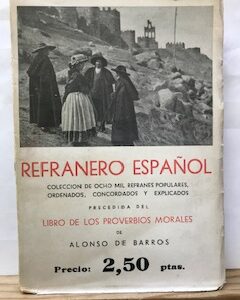 REFRANERO ESPAÑOL
COLECCION DE OCHO MIL REFRANES POPULARES,
ORDENADOS, CONCORDADOS Y EXPLICADOS
PRECEDIDA DEL
LIBRO DE LOS PROVERBIOS MORALES
DE
ALONSO DE BARROS
Precio: 2,50 ptas.